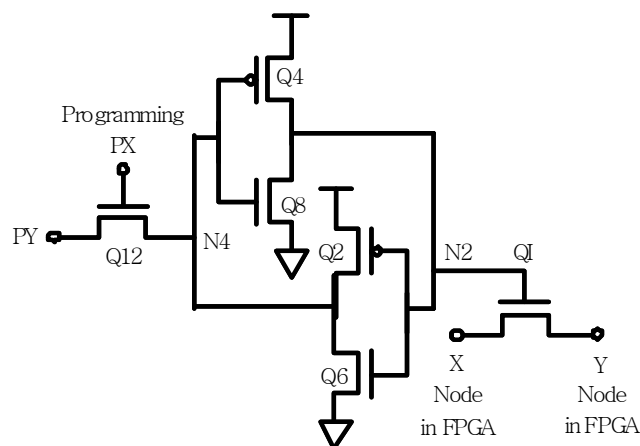 Q4
Programming
PX
Q8
PY
N4
Q2
N2
QI
Q12
Q6
X
Y
Node
Node
in FPGA
in FPGA